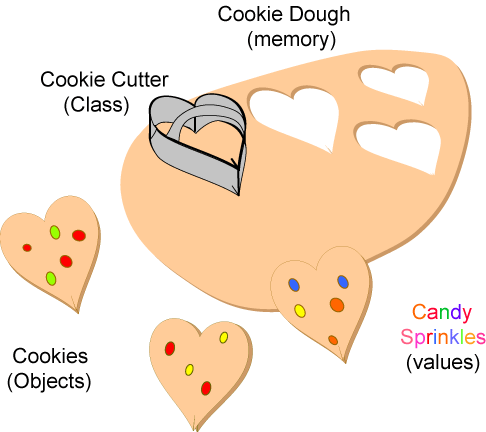 Cookie Dough
(memory)
Cookie Cutter
(Class)
Candy
Sprinkles
(values)
Cookies
(Objects)